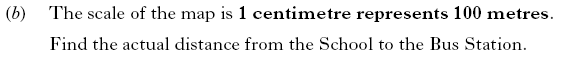 (b) The scale of the map is 1 centimetre represents 100 metres.
Find the actual distance from the School to the Bus Station.